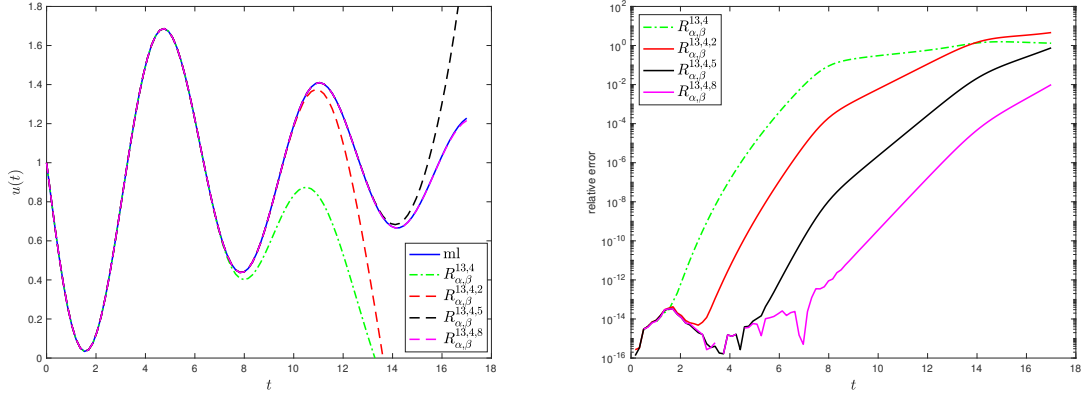 1.6
1.4
1.2
1
0.8
0.6
0.4
0.2
0
u(t)
0 2 4 6 8 10 12 14 16 18
t
ml
R^{13,4}_{α,β}
R^{13,4,2}_{α,β}
R^{13,4,5}_{α,β}
R^{13,4,8}_{α,β}
10^2
10^0
10^{-2}
10^{-4}
10^{-6}
10^{-8}
10^{-10}
10^{-12}
10^{-14}
10^{-16}
relative error
0 2 4 6 8 10 12 14 16 18
t
R^{13,4}_{α,β}
R^{13,4,2}_{α,β}
R^{13,4,5}_{α,β}
R^{13,4,8}_{α,β}